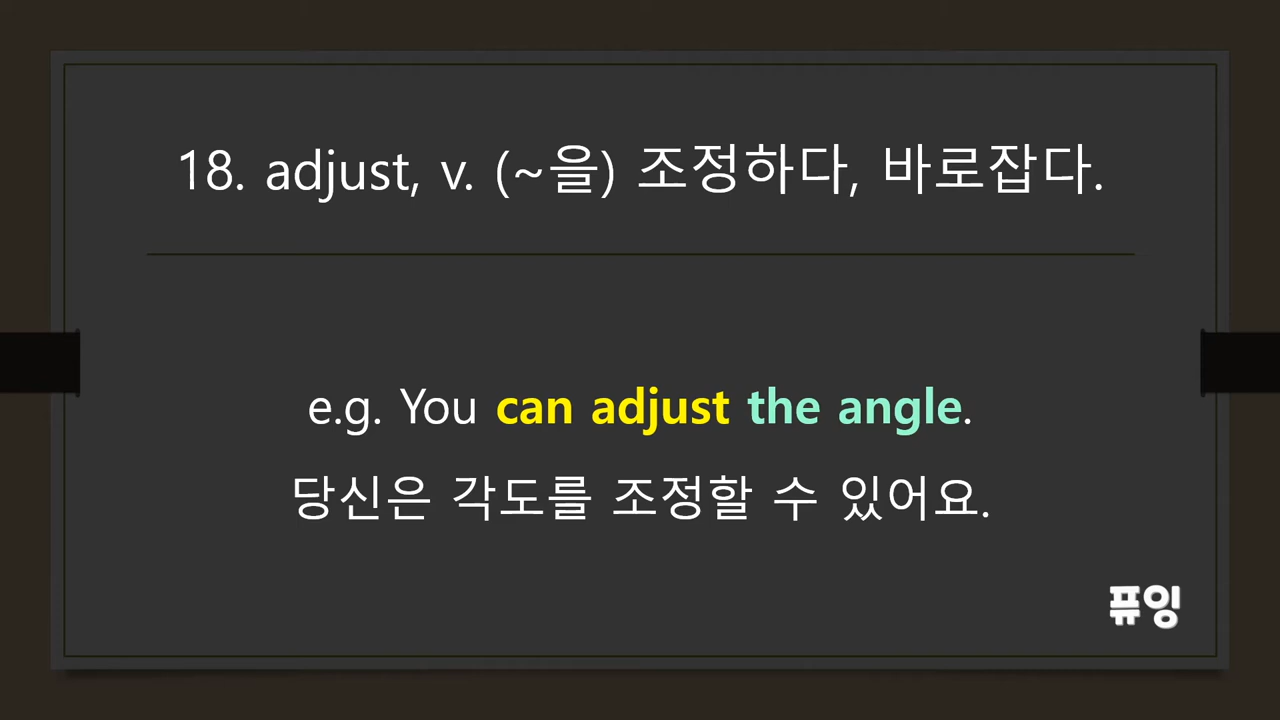 18. adjust, v. (~을) 조정하다, 바로잡다.
e.g. You can adjust the angle.
당신은 각도를 조정할 수 있어요.
퓨잉